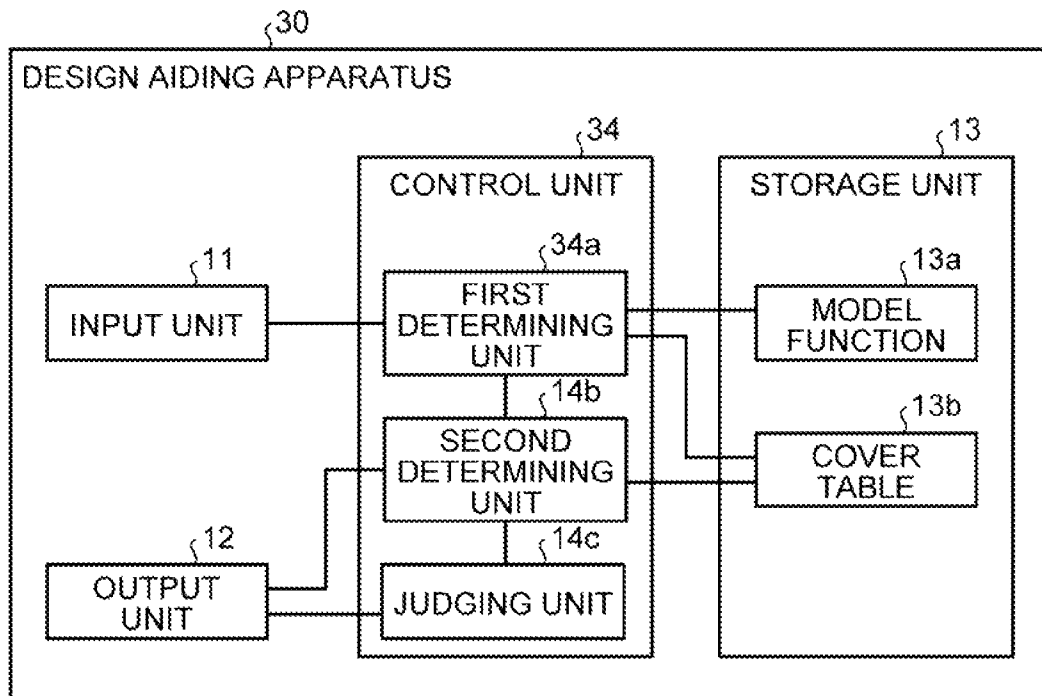 30
DESIGN AIDING APPARATUS
34
CONTROL UNIT
13
STORAGE UNIT
11
INPUT UNIT
34a
FIRST
DETERMINING
UNIT
13a
MODEL
FUNCTION
14b
SECOND
DETERMINING
UNIT
13b
COVER
TABLE
12
OUTPUT
UNIT
14c
JUDGING UNIT